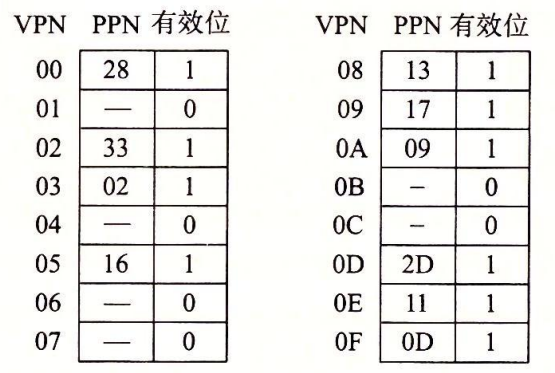 VPN PPN 有效位 VPN PPN 有效位
00 28 1 08 13 1
01 — 0 09 17 1
02 33 1 0A 09 1
03 02 1 0B – 0
04 — 0 0C – 0
05 16 1 0D 2D 1
06 — 0 0E 11 1
07 — 0 0F 0D 1